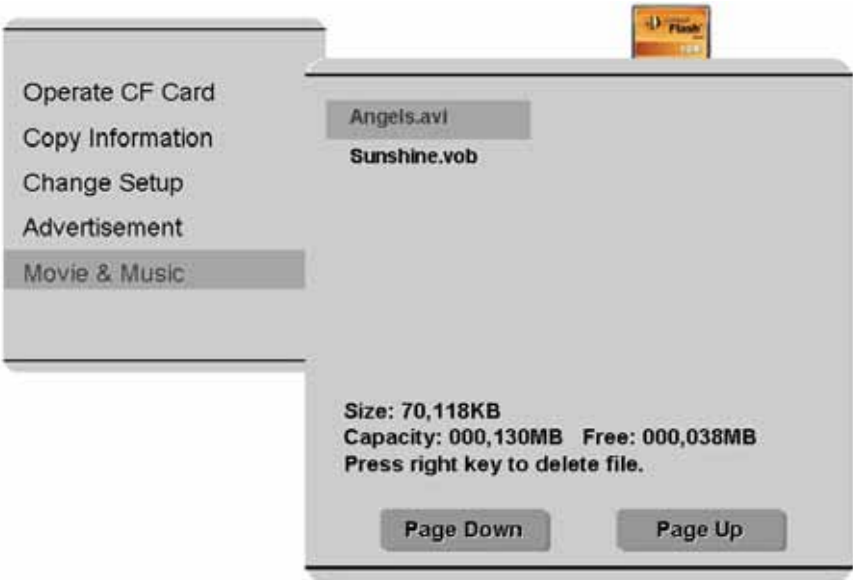 Flash
Operate CF Card
Copy Information
Change Setup
Advertisement
Movie & Music
Angels.avi
Sunshine.vob
Size: 70,118KB
Capacity: 000,130MB Free: 000,038MB
Press right key to delete file.
Page Down
Page Up